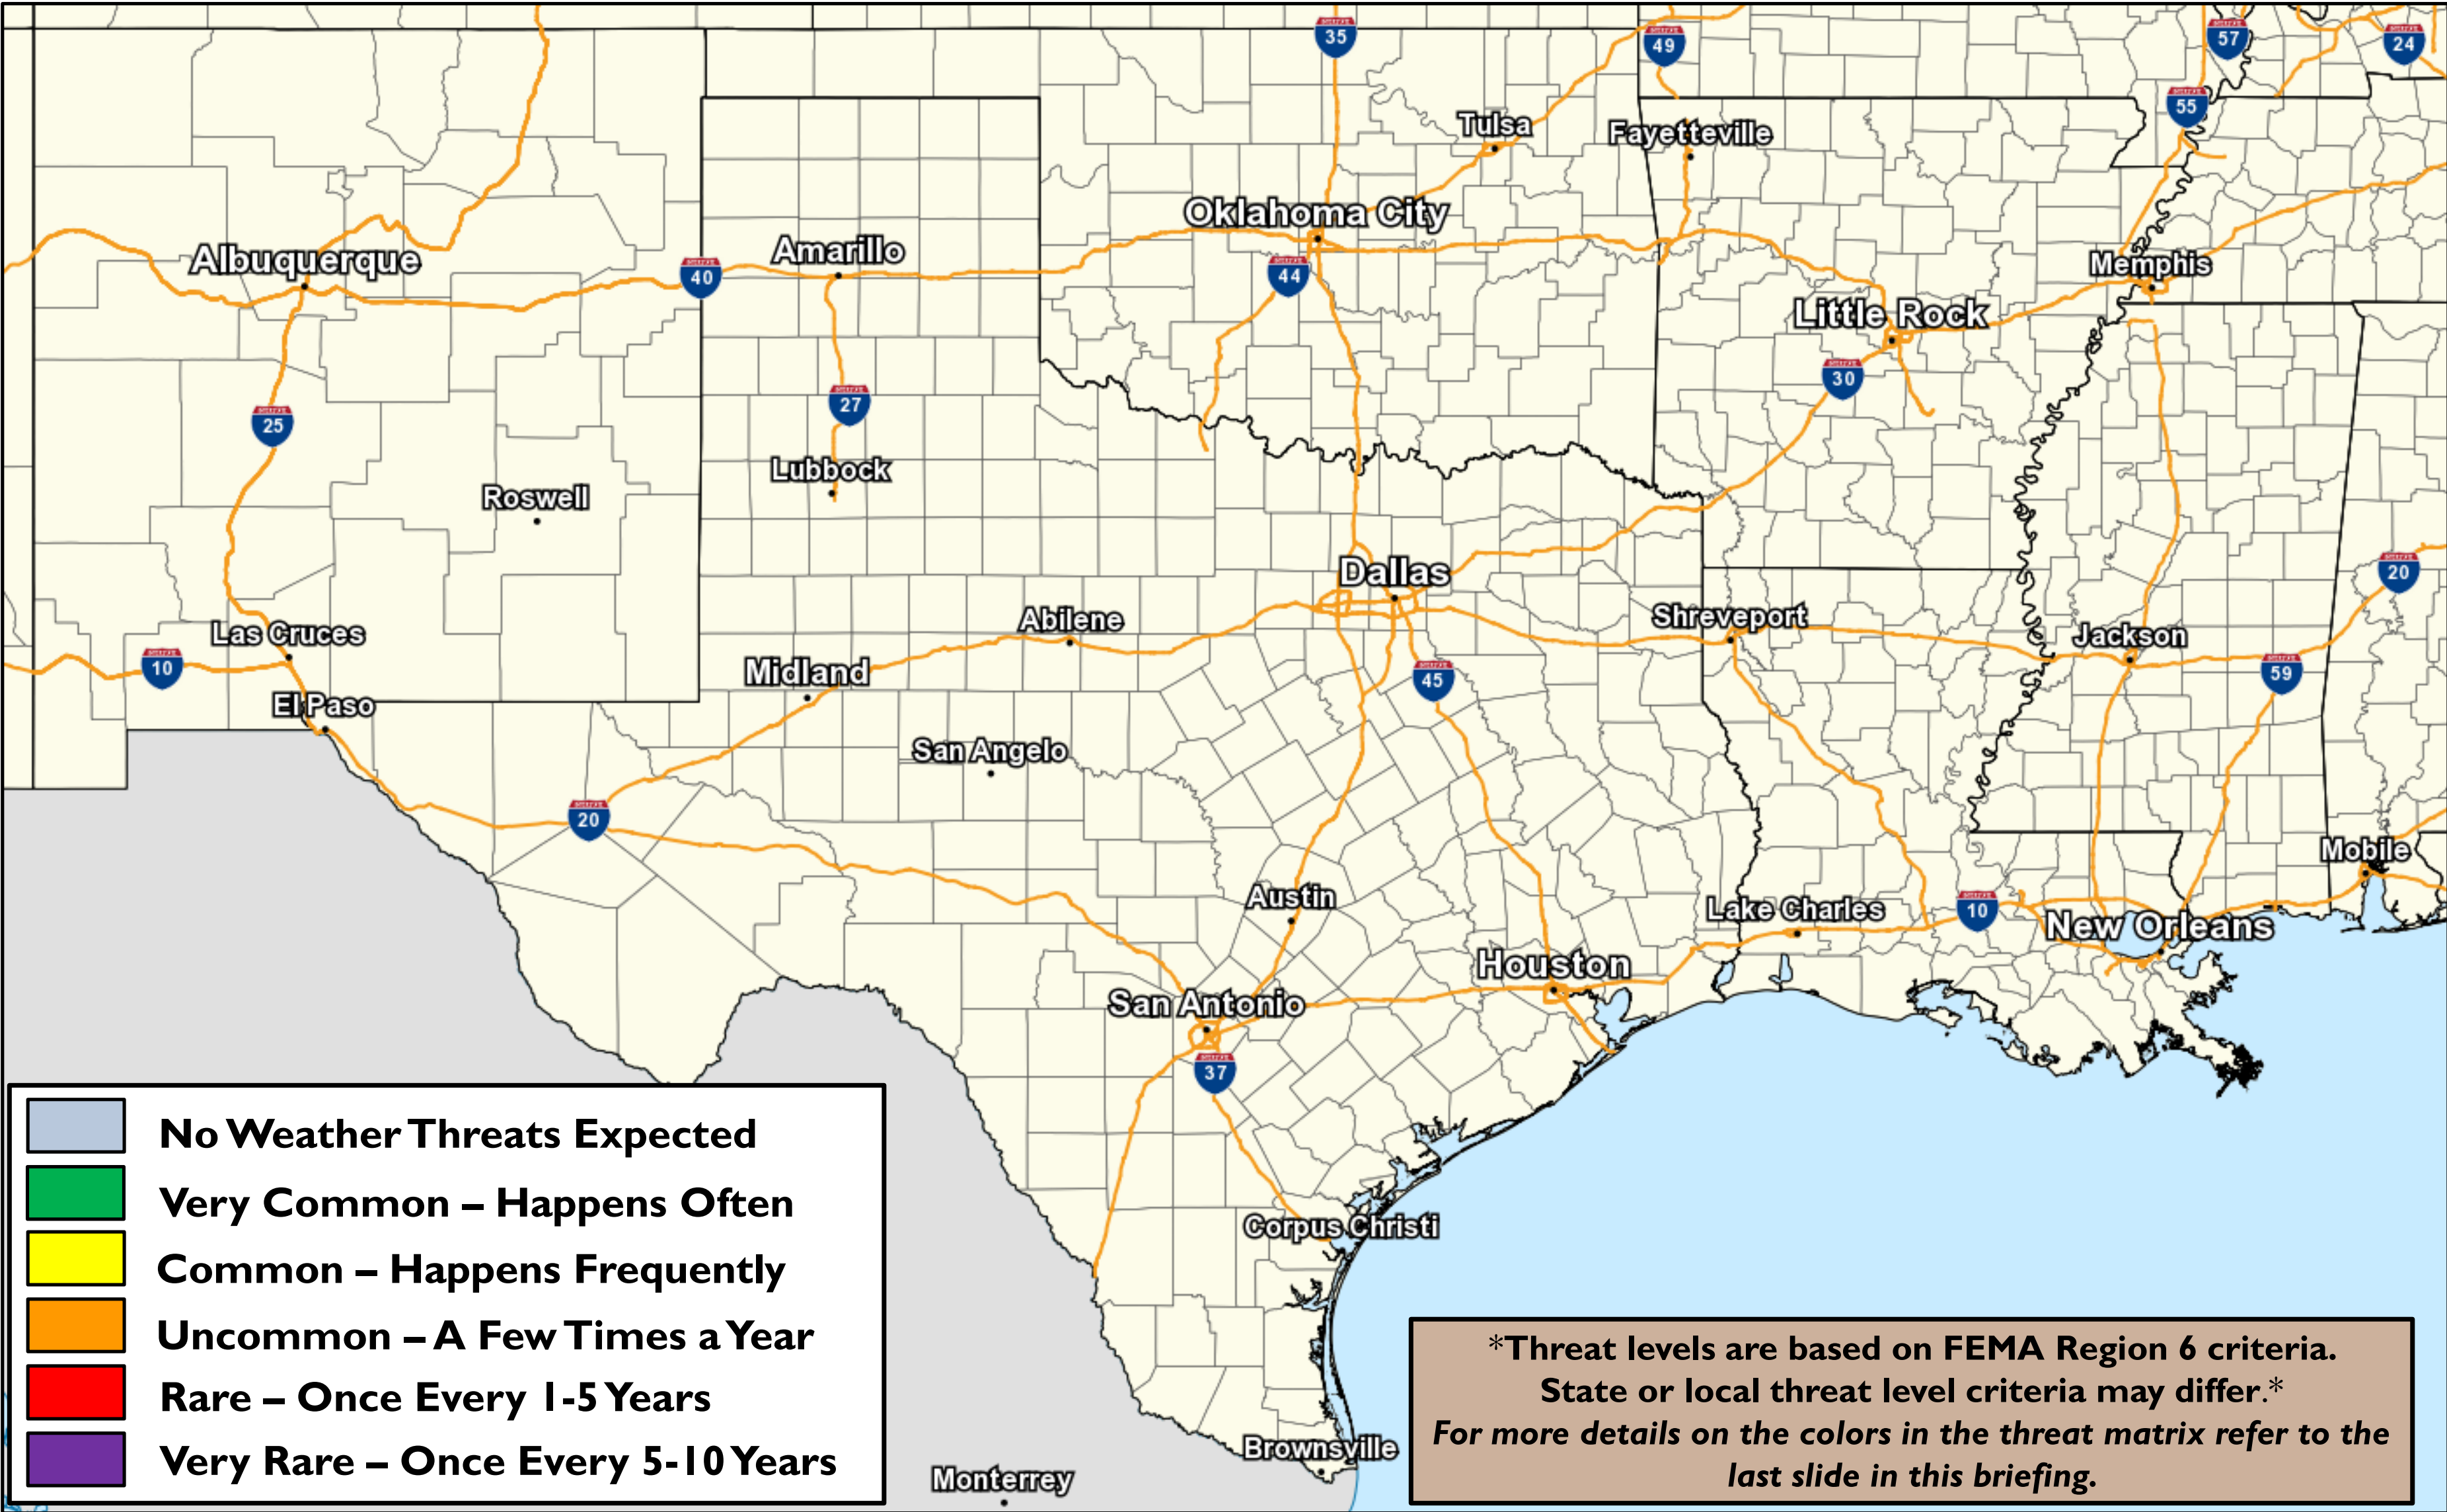 35
49
57
24
55
Tulsa
Fayetteville
Oklahoma City
Albuquerque
Amarillo
40
44
Memphis
Little Rock
30
27
25
Lubbock
Roswell
Dallas
20
Abilene
Shreveport
Las Cruces
Jackson
10
Midland
45
59
El Paso
San Angelo
20
Mobile
Austin
Lake Charles
10
New Orleans
Houston
San Antonio
37
Corpus Christi
Brownsville
Monterrey
No Weather Threats Expected
Very Common – Happens Often
Common – Happens Frequently
Uncommon – A Few Times a Year
Rare – Once Every 1-5 Years
Very Rare – Once Every 5-10 Years
*Threat levels are based on FEMA Region 6 criteria.
State or local threat level criteria may differ.*
For more details on the colors in the threat matrix refer to the
last slide in this briefing.